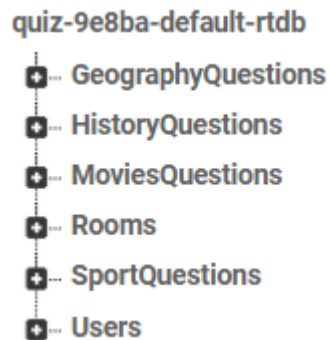 quiz-9e8ba-default-rtdb
GeographyQuestions
HistoryQuestions
MoviesQuestions
Rooms
SportQuestions
Users